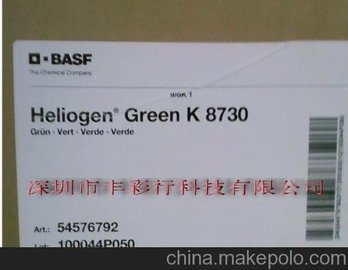 BASF
The Chemical Company
WGK 1
Heliogen® Green K 8730
Grün · Vert · Verde · Verde
深圳市丰彩行科技有限公司
Art.: 54576792
Lot: 100044P050
china.makepolo.com